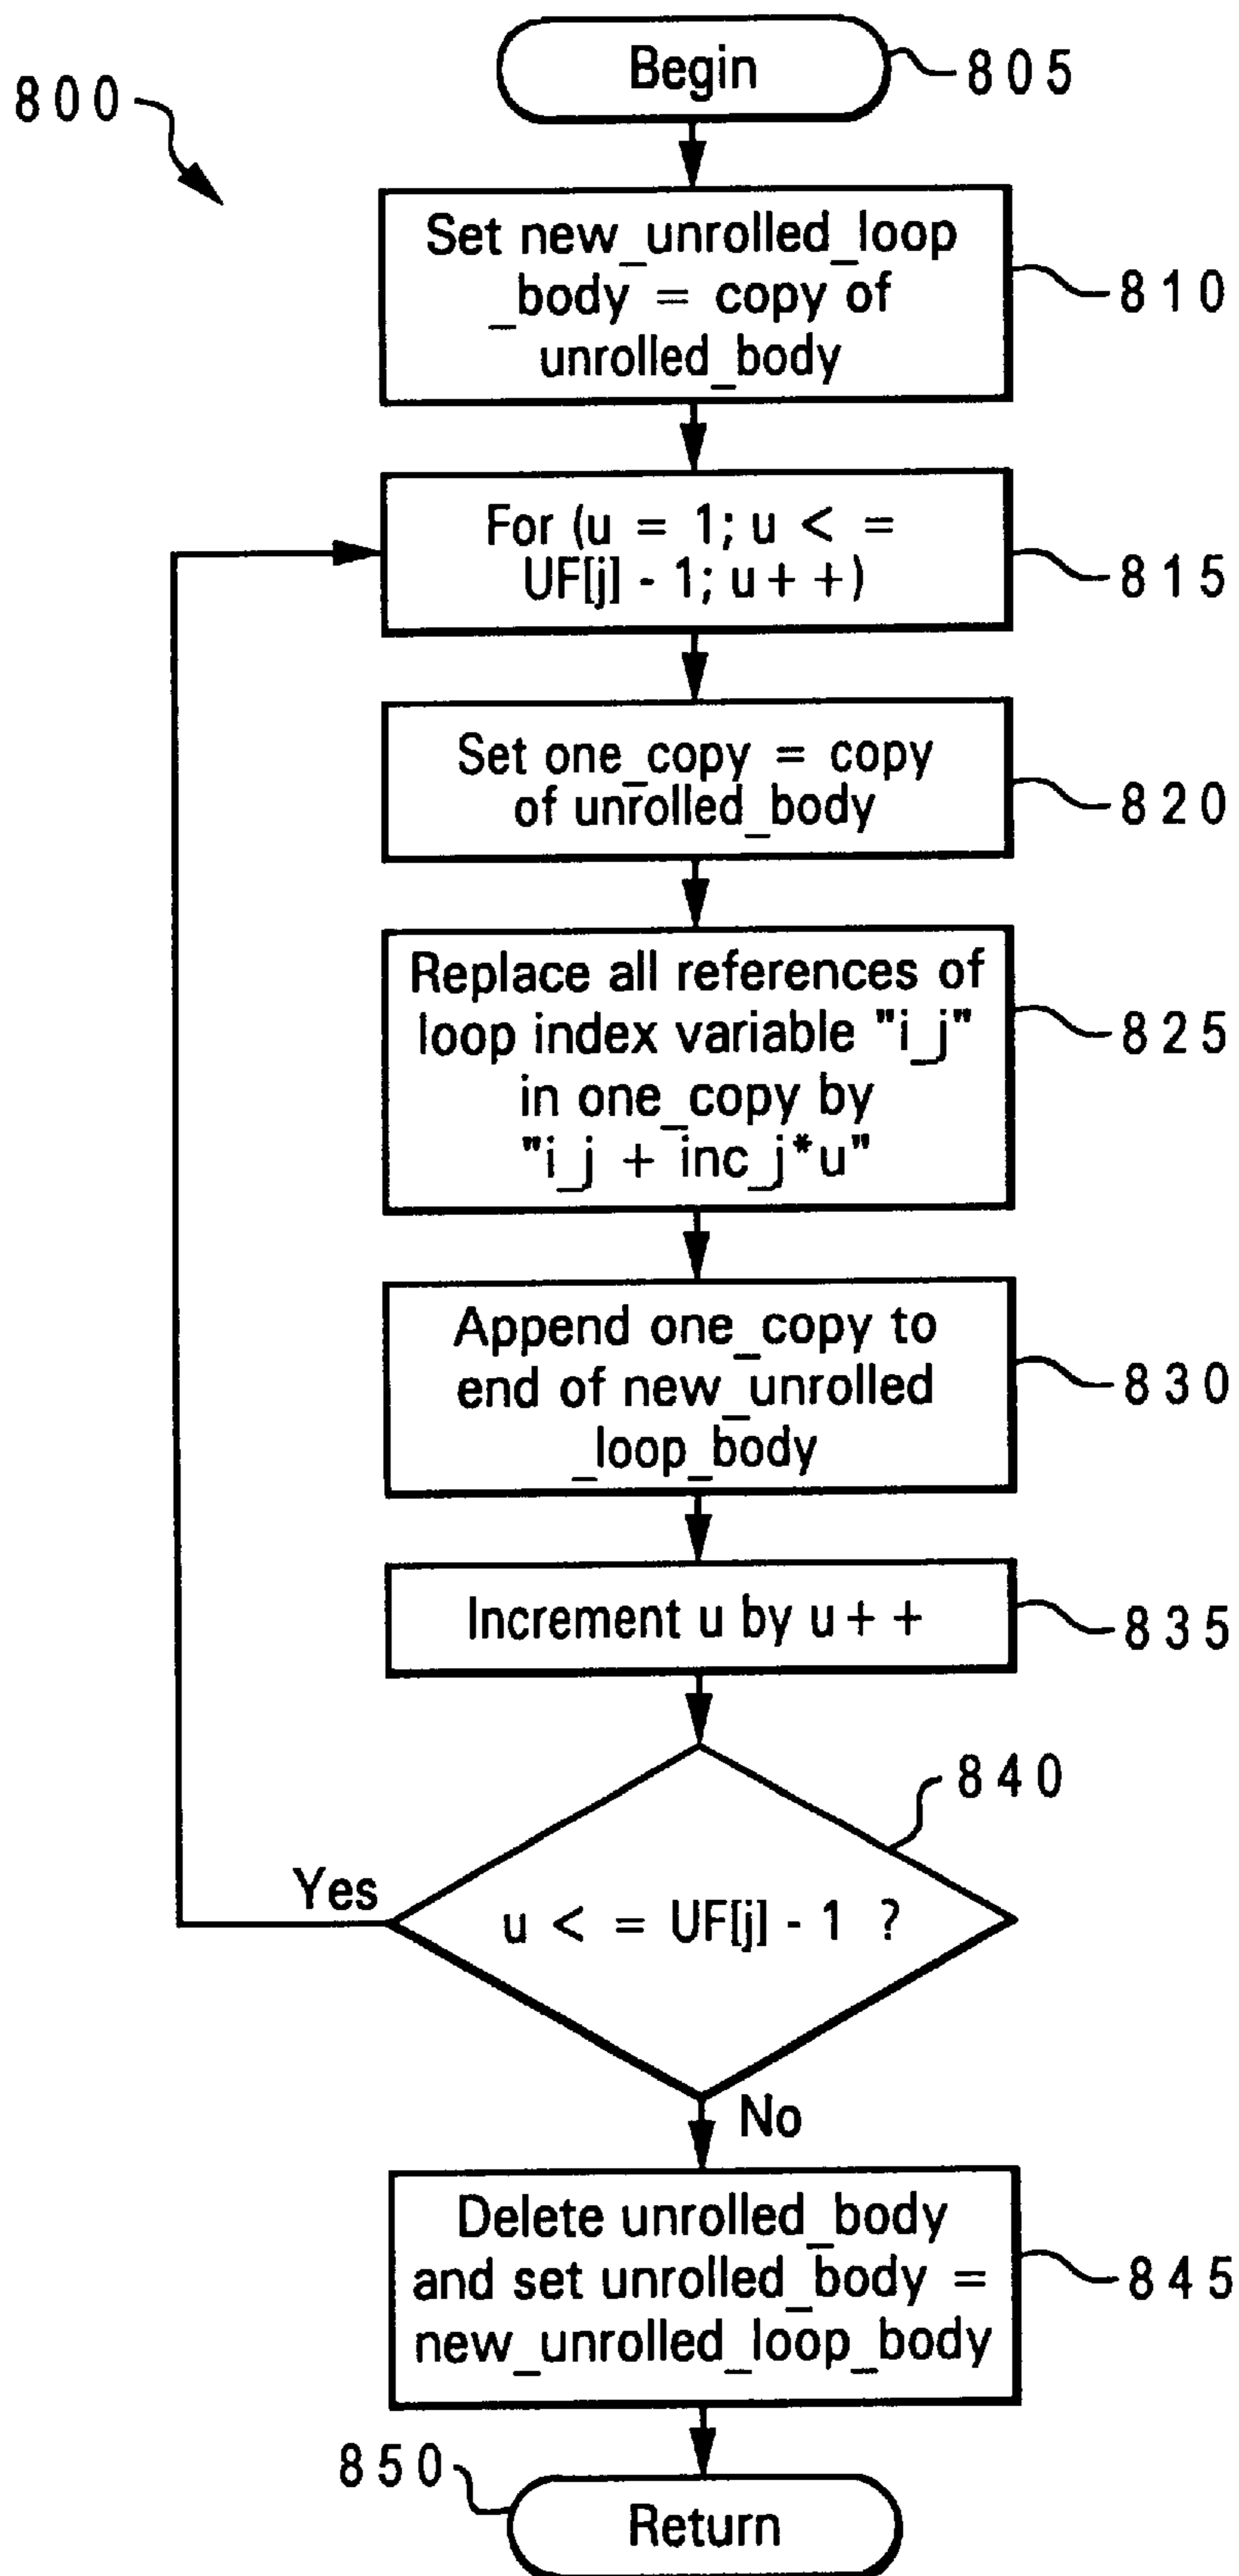 Begin
805
800
Set new_unrolled_loop
_body = copy of
unrolled_body
810
For (u = 1; u < =
UF[j] - 1; u + +)
815
Set one_copy = copy
of unrolled_body
820
Replace all references of
loop index variable "i_j"
in one_copy by
"i_j + inc_j*u"
825
Append one_copy to
end of new_unrolled
_loop_body
830
Increment u by u + +
835
840
Yes
u < = UF[j] - 1 ?
No
Delete unrolled_body
and set unrolled_body =
new_unrolled_loop_body
845
850
Return